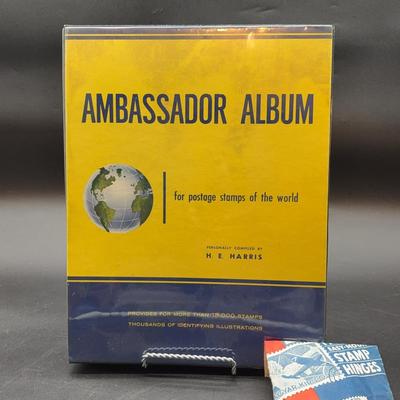 AMBASSADOR ALBUM
for postage stamps of the world
PERSONALLY COMPILED BY
H. E. HARRIS
PROVIDES FOR MORE THAN 15,000 STAMPS
THOUSANDS OF IDENTIFYING ILLUSTRATIONS
STAMP
HINGES